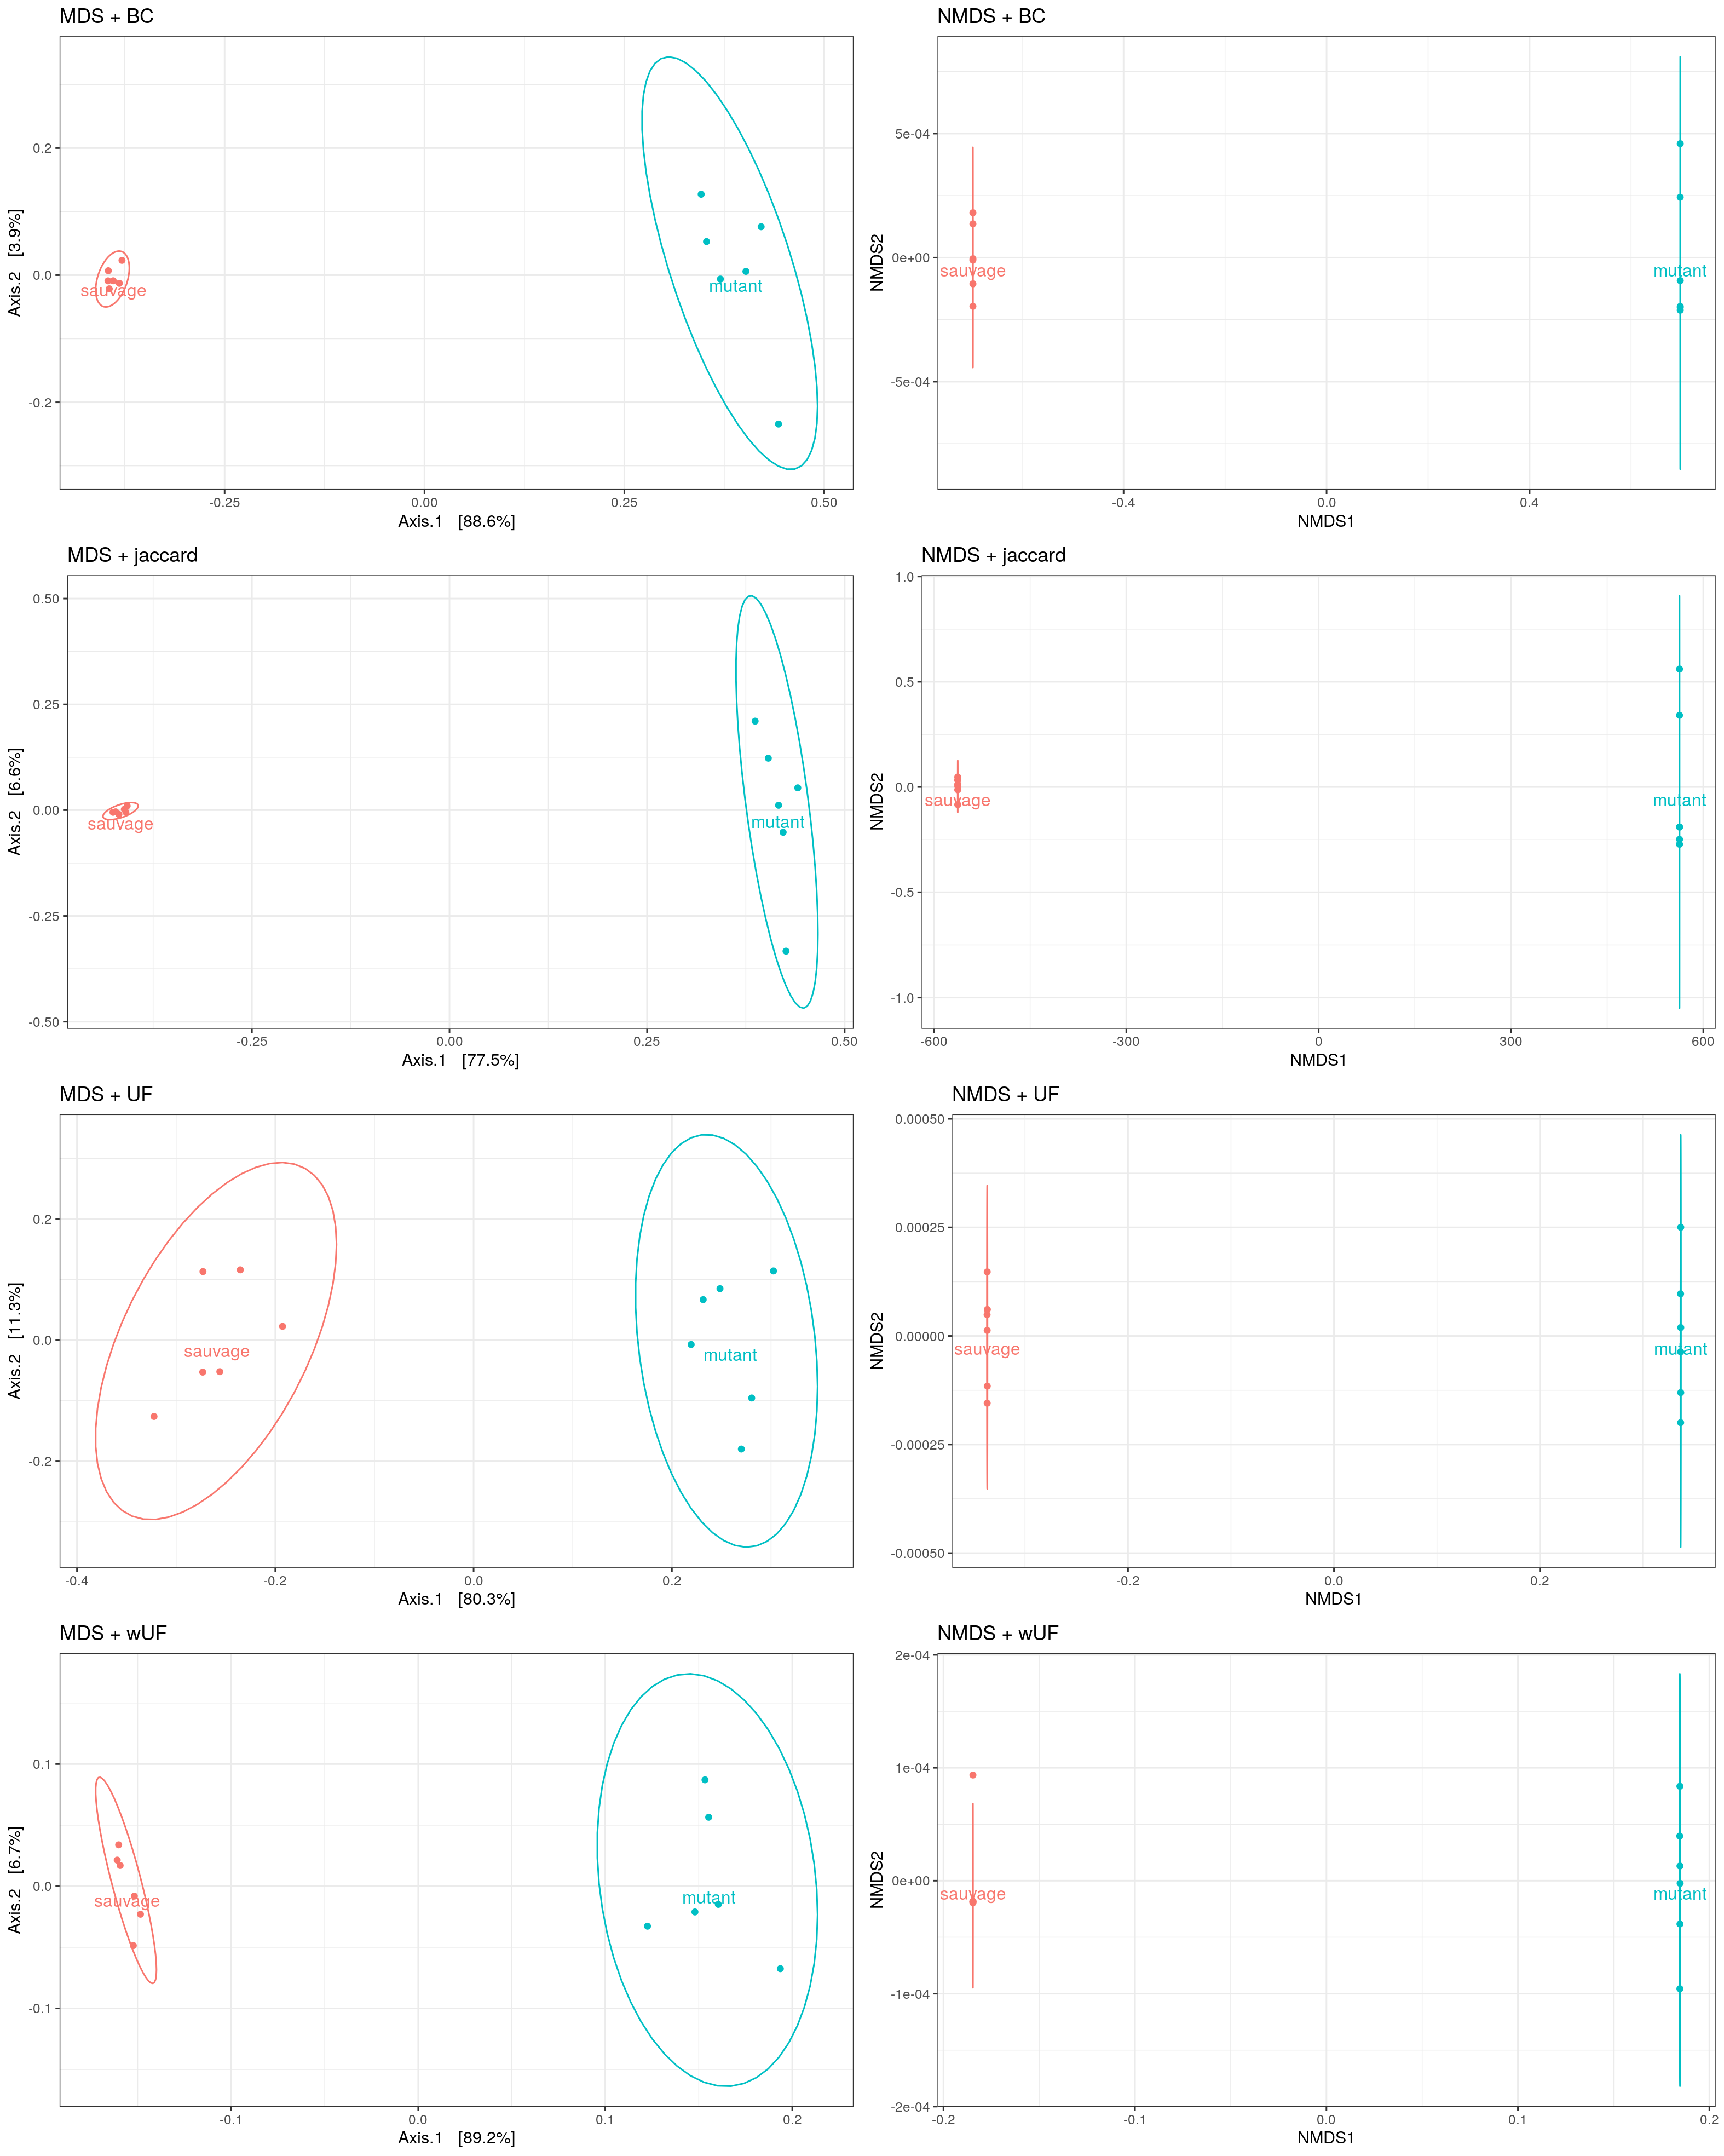 MDS + BC
0.2
0.0
-0.2
Axis.2 [3.9%]
sauvage
mutant
-0.25
0.00
0.25
0.50
Axis.1 [88.6%]
NMDS + BC
5e-04
0e+00
-5e-04
NMDS2
sauvage
mutant
-0.4
0.0
0.4
NMDS1
MDS + jaccard
0.50
0.25
0.00
-0.25
-0.50
Axis.2 [6.6%]
sauvage
mutant
-0.25
0.00
0.25
0.50
Axis.1 [77.5%]
NMDS + jaccard
1.0
0.5
0.0
-0.5
-1.0
NMDS2
sauvage
mutant
-600
-300
0
300
600
NMDS1
MDS + UF
0.2
0.0
-0.2
Axis.2 [11.3%]
sauvage
mutant
-0.4
-0.2
0.0
0.2
Axis.1 [80.3%]
NMDS + UF
0.00050
0.00025
0.00000
-0.00025
-0.00050
NMDS2
sauvage
mutant
-0.2
0.0
0.2
NMDS1
MDS + wUF
0.1
0.0
-0.1
Axis.2 [6.7%]
sauvage
mutant
-0.1
0.0
0.1
0.2
Axis.1 [89.2%]
NMDS + wUF
2e-04
1e-04
0e+00
-1e-04
-2e-04
NMDS2
sauvage
mutant
-0.2
-0.1
0.0
0.1
0.2
NMDS1